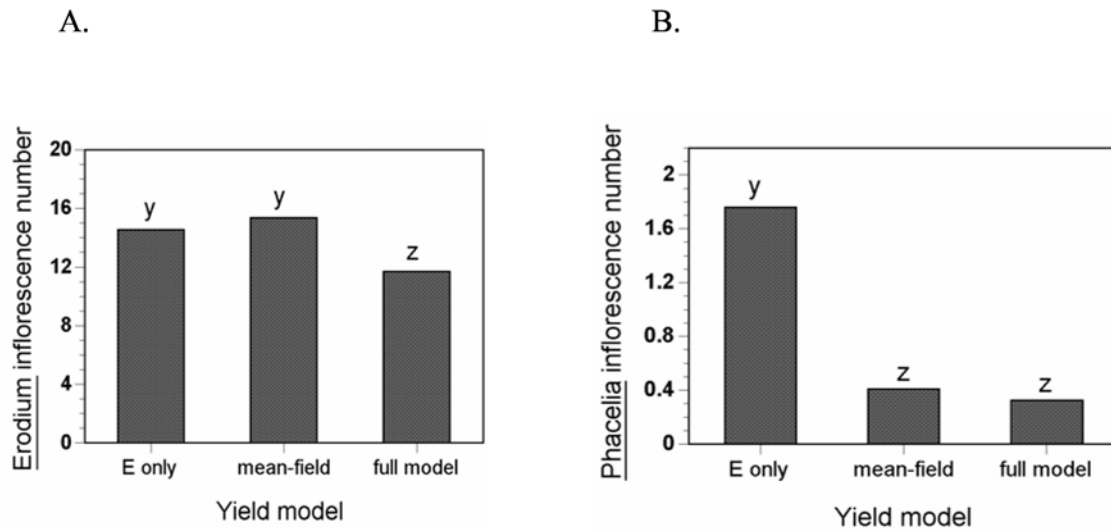 A.
Erodium inflorescence number
20
16
12
8
4
0
y
y
z
E only
mean-field
full model
Yield model
B.
Phacelia inflorescence number
2
1.6
1.2
0.8
0.4
0
y
z
z
E only
mean-field
full model
Yield model